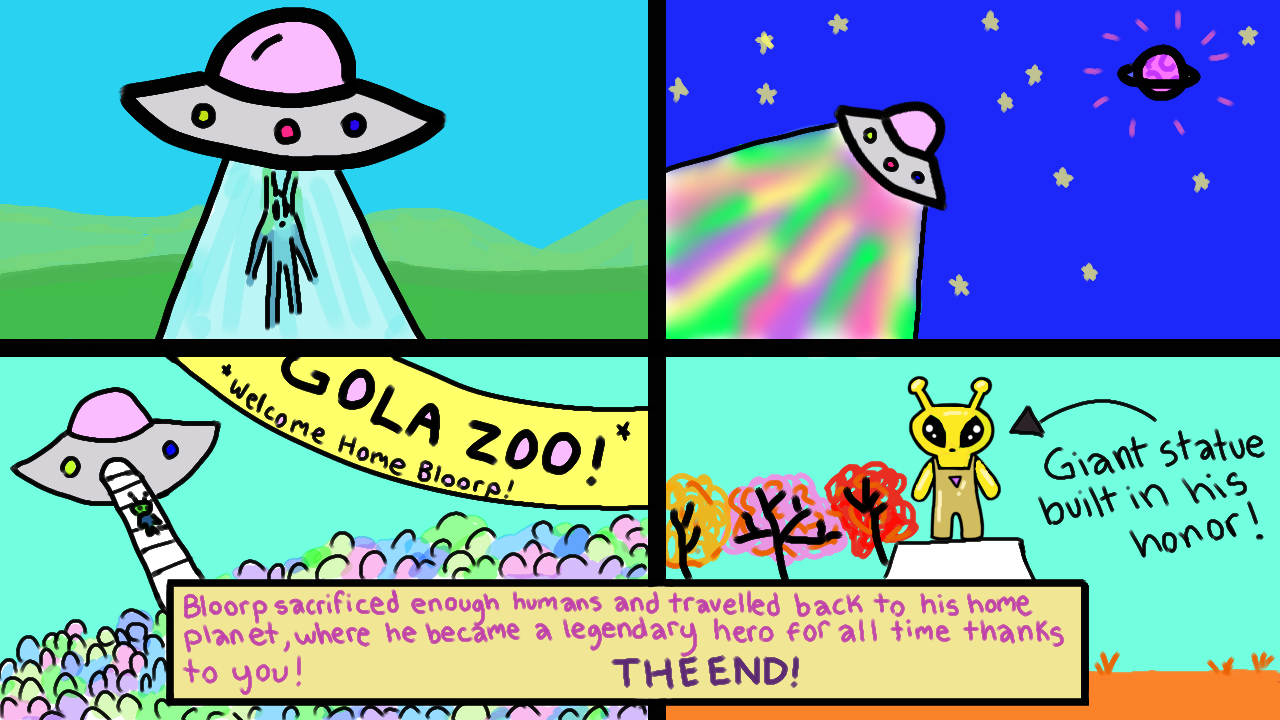 GOLA ZOO!
Welcome Home Bloorp!
Giant statue
built in his
honor!
Bloorp sacrificed enough humans and travelled back to his home
planet, where he became a legendary hero for all time thanks
to you!
THE END!